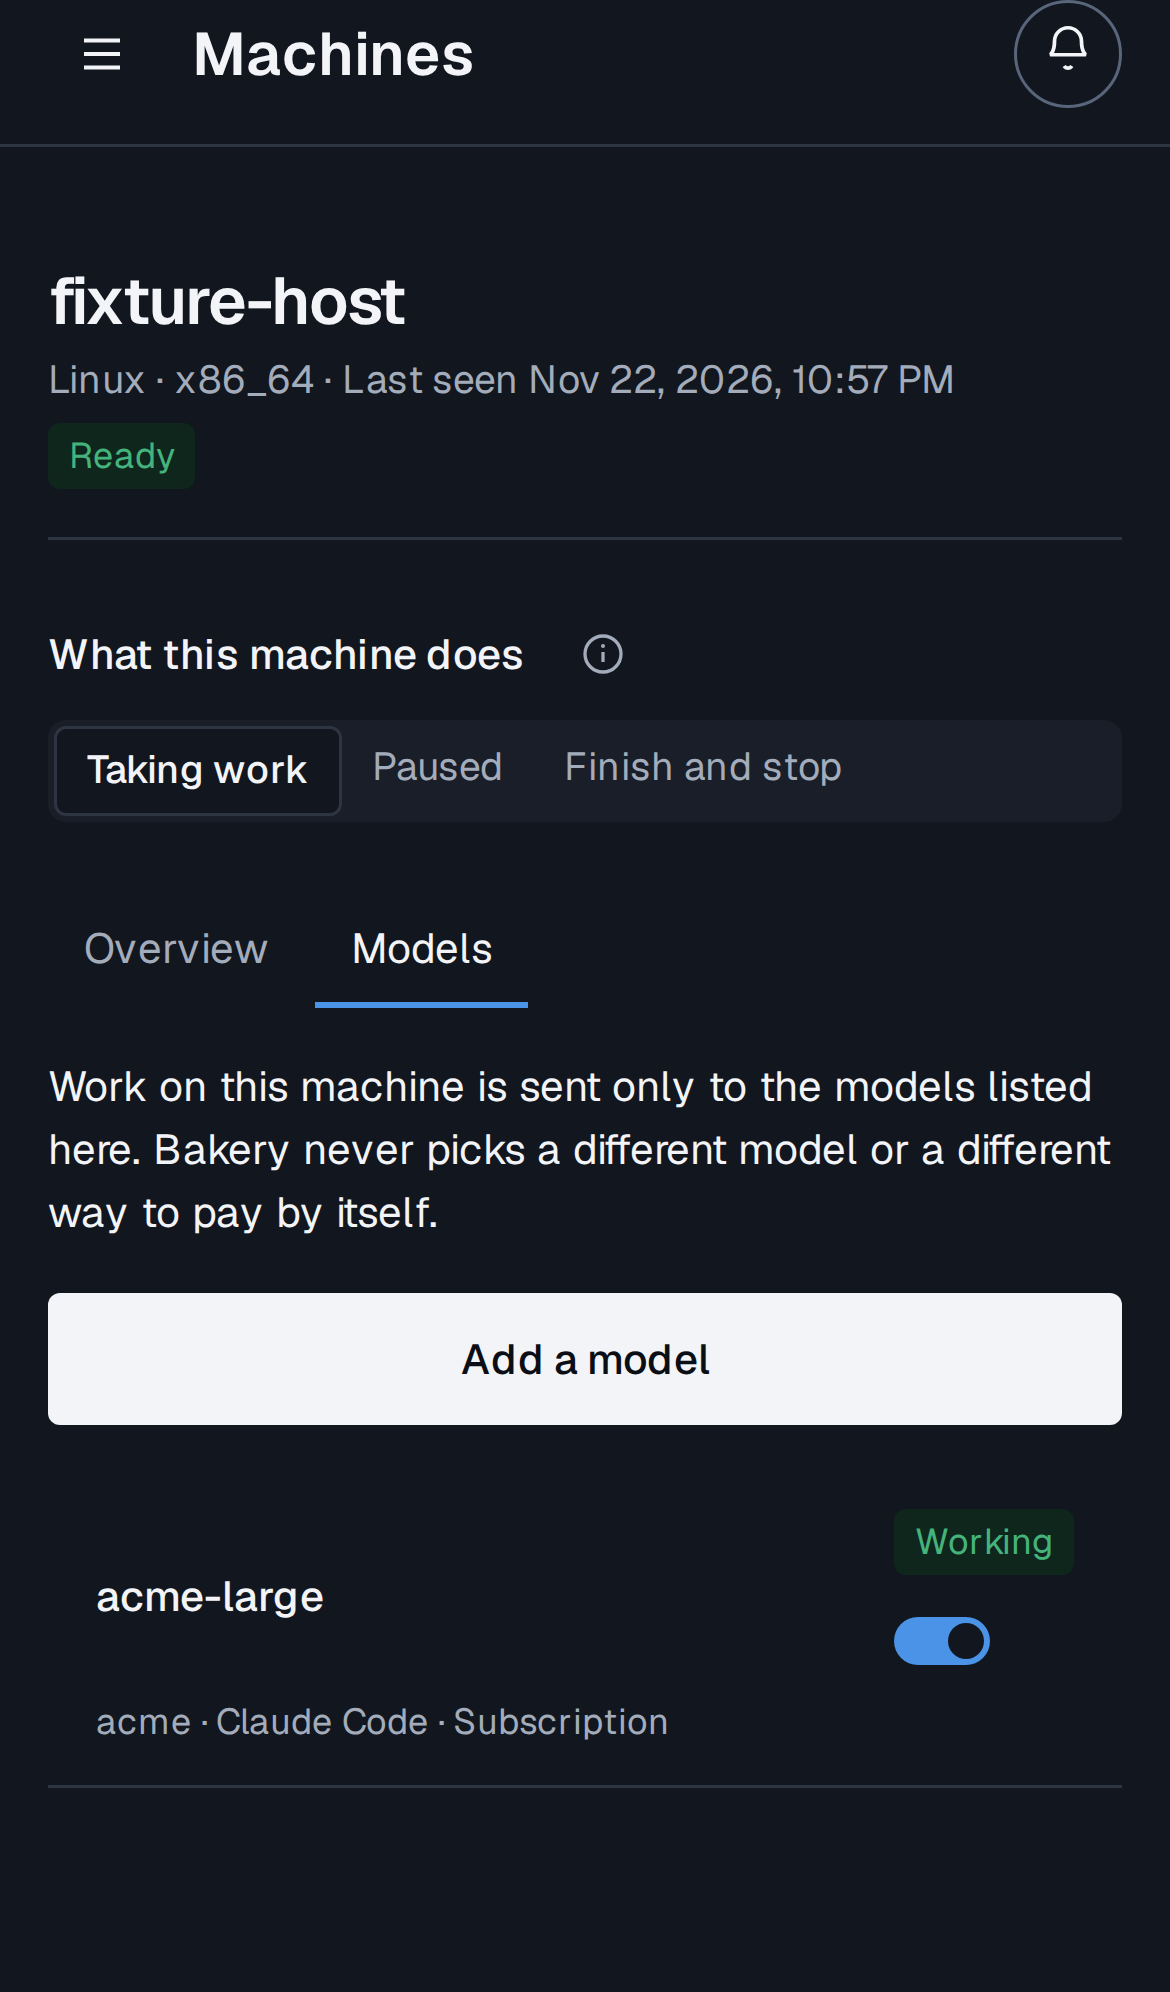 Machines
fixture-host
Linux · x86_64 · Last seen Nov 22, 2026, 10:57 PM
Ready
What this machine does
Taking work Paused Finish and stop
Overview Models
Work on this machine is sent only to the models listed
here. Bakery never picks a different model or a different
way to pay by itself.
Add a model
Working
acme-large
acme · Claude Code · Subscription